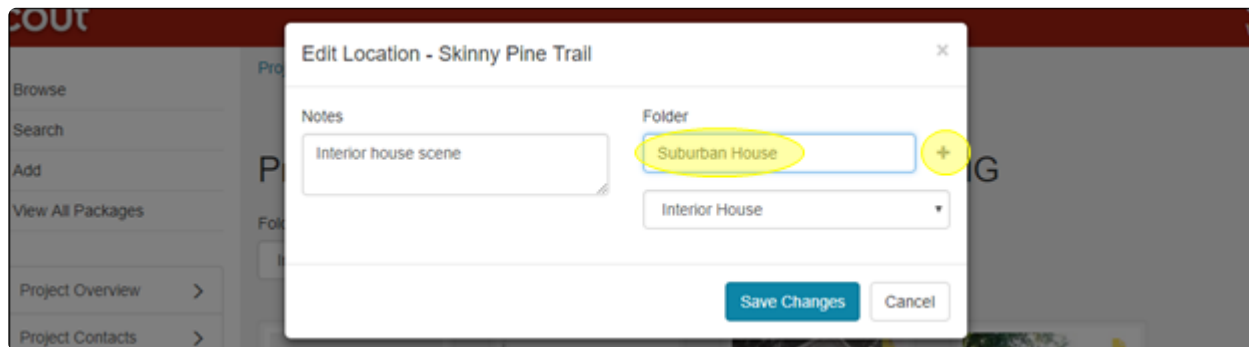 cout
Browse
Search
Add
View All Packages
Project Overview
Project Contacts
Edit Location - Skinny Pine Trail
×
Notes
Interior house scene
Folder
Suburban House
+
Interior House
Save Changes
Cancel